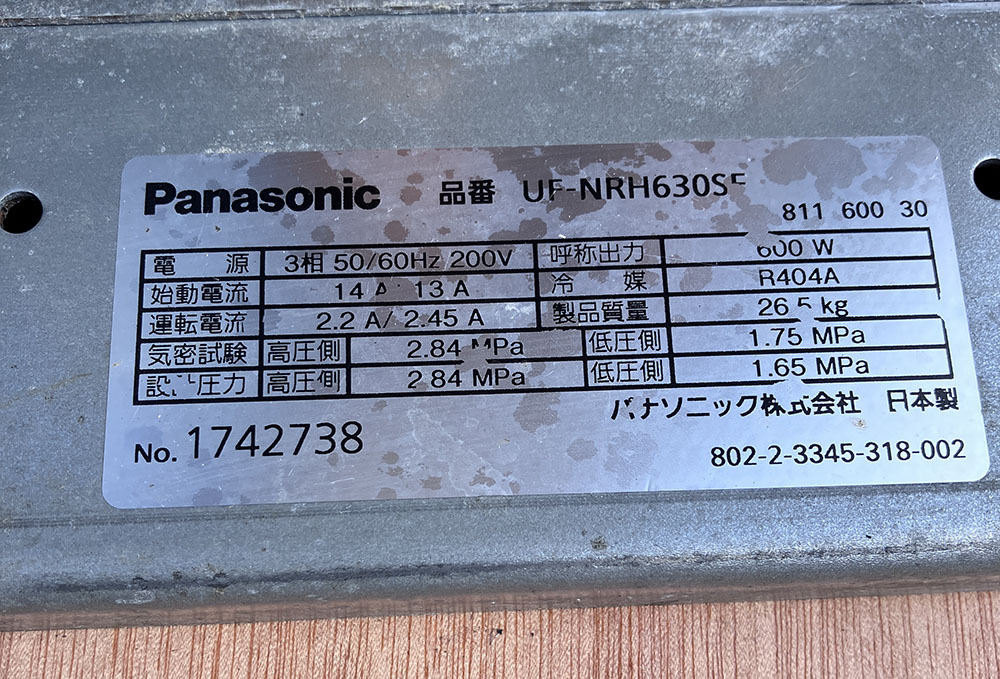 Panasonic 品番
811 600 30
電源 3相 50/60Hz 200V 呼称出力 600 W
始動電流 14 A 13 A 冷媒 R404A
運転電流 2.2 A/ 2.45 A 製品質量 26.5 kg
気密試験 高圧側 2.84 MPa 低圧側 1.75 MPa
設計圧力 高圧側 2.84 MPa 低圧側 1.65 MPa
パナソニック株式会社 日本製
No. 1742738
802-2-3345-318-002